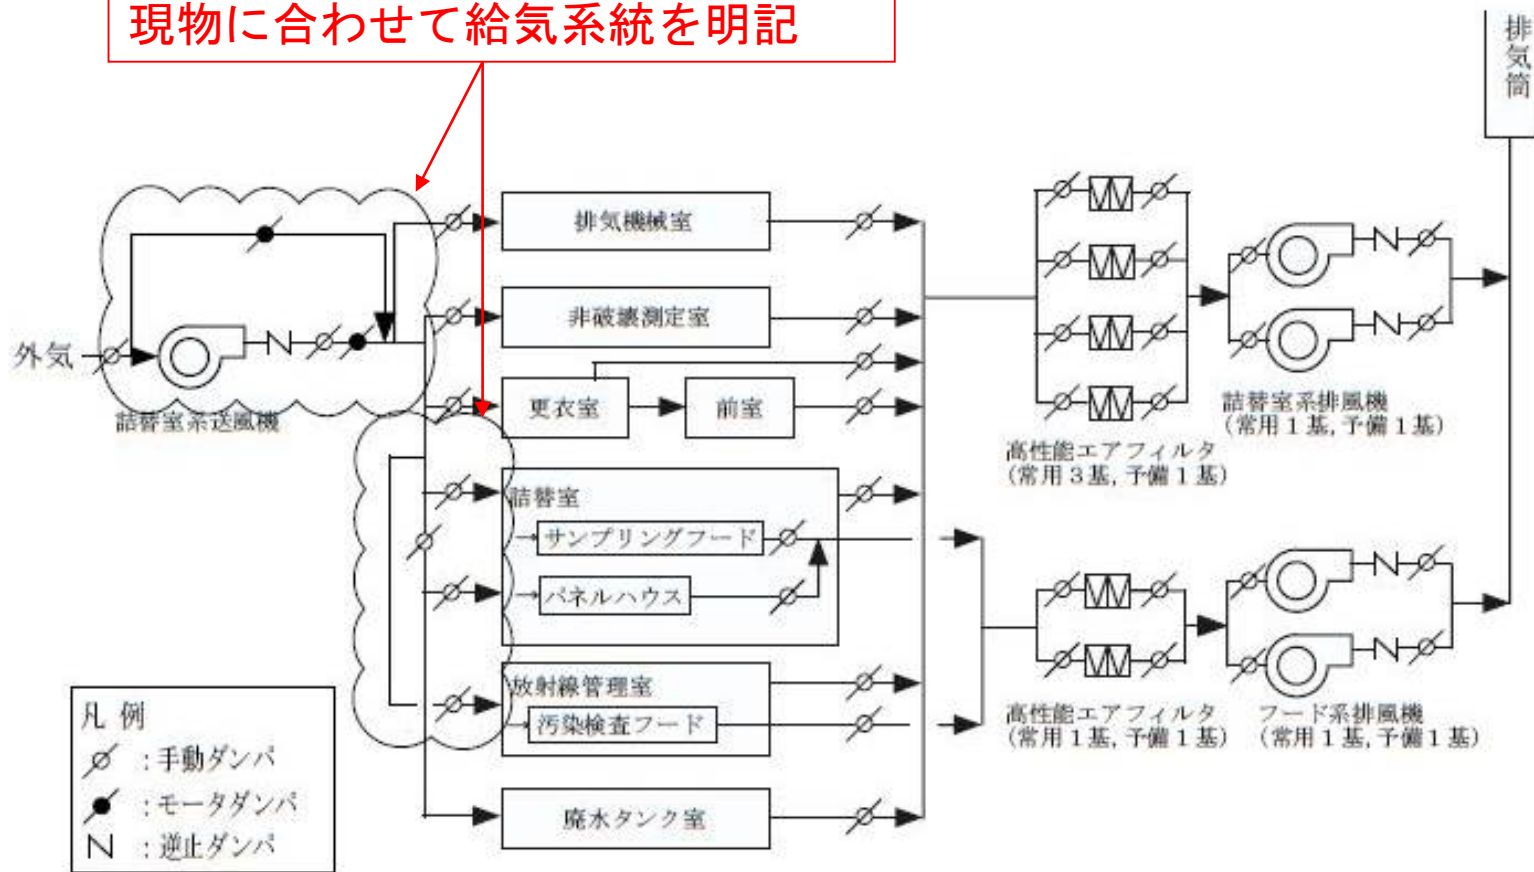 現物に合わせて給気系統を明記
排気筒
排気機械室
非破壊測定室
外気
更衣室
前室
詰替室系送風機
詰替室系排風機
(常用1基,予備1基)
高性能エアフィルタ
(常用3基,予備1基)
詰替室
サンプリングフード
パネルハウス
放射線管理室
汚染検査フード
高性能エアフィルタ
(常用1基,予備1基)
フード系排風機
(常用1基,予備1基)
廃水タンク室
凡例
:手動ダンパ
:モータダンパ
:逆止ダンパ